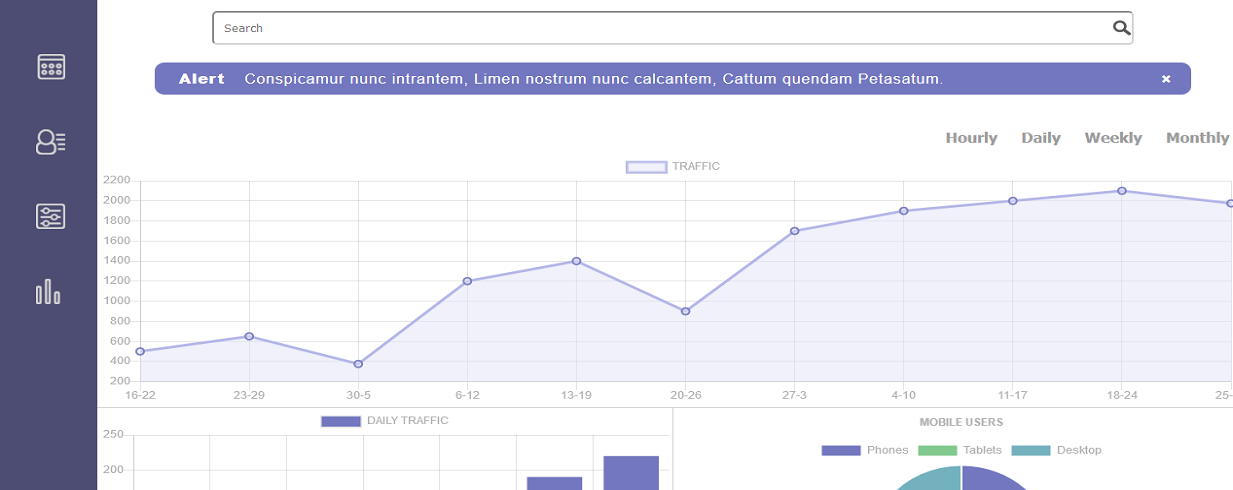 Search
Alert Conspicamur nunc intrantem, Limen nostrum nunc calcantem, Cattum quendam Petasatum. ×
Hourly Daily Weekly Monthly
TRAFFIC
2200
2000
1800
1600
1400
1200
1000
800
600
400
200
16-22 23-29 30-5 6-12 13-19 20-26 27-3 4-10 11-17 18-24 25-
DAILY TRAFFIC
250
200
MOBILE USERS
Phones Tablets Desktop